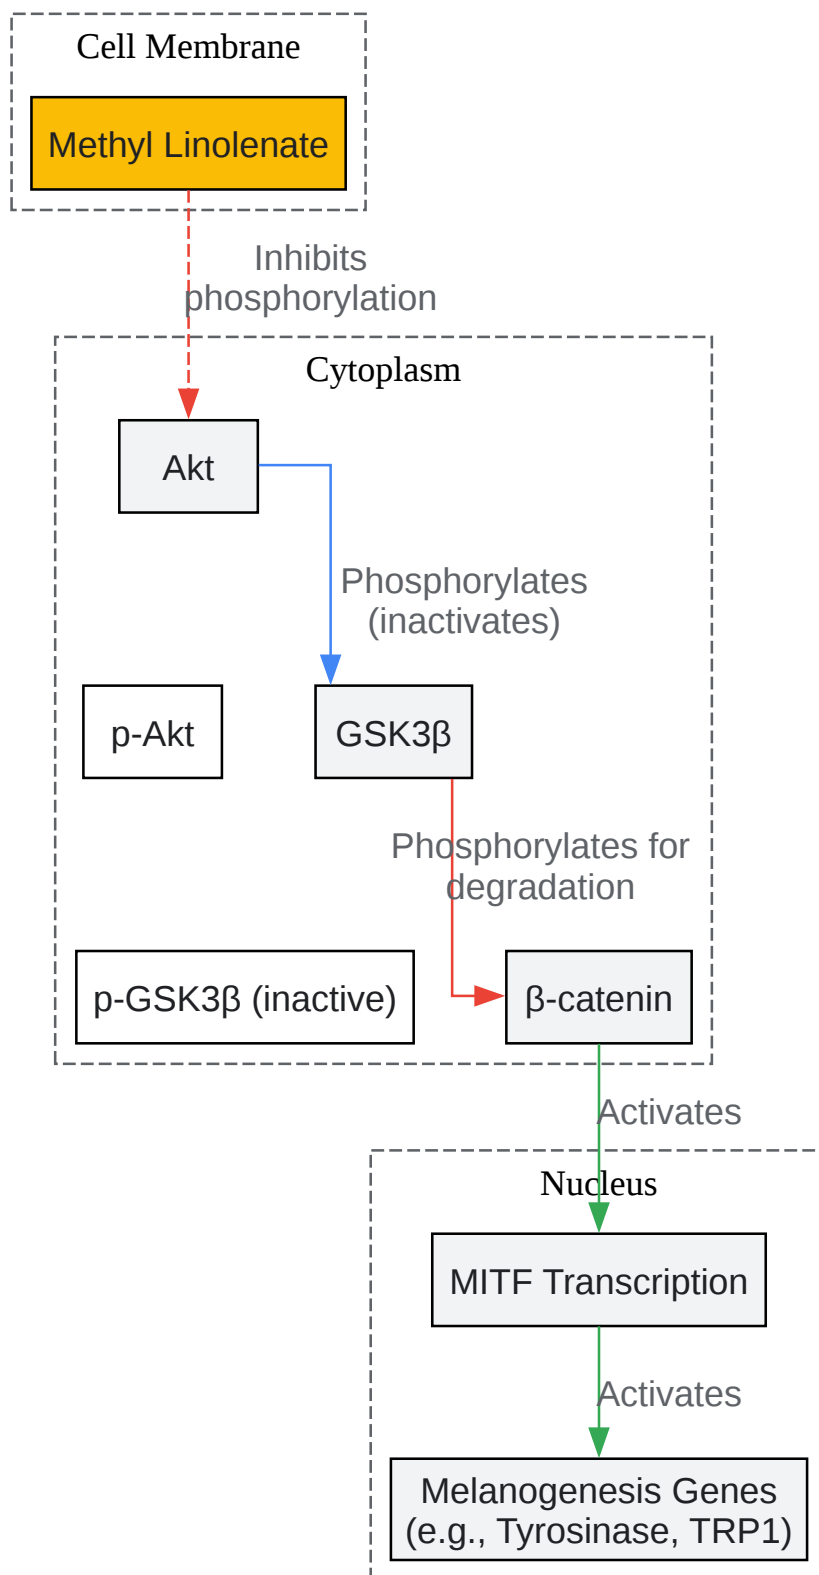 Cell Membrane
Methyl Linolenate
Inhibits
phosphorylation
Cytoplasm
Akt
Phosphorylates
(inactivates)
p-Akt
GSK3β
Phosphorylates for
degradation
p-GSK3β (inactive)
β-catenin
Activates
Nucleus
MITF Transcription
Activates
Melanogenesis Genes
(e.g., Tyrosinase, TRP1)